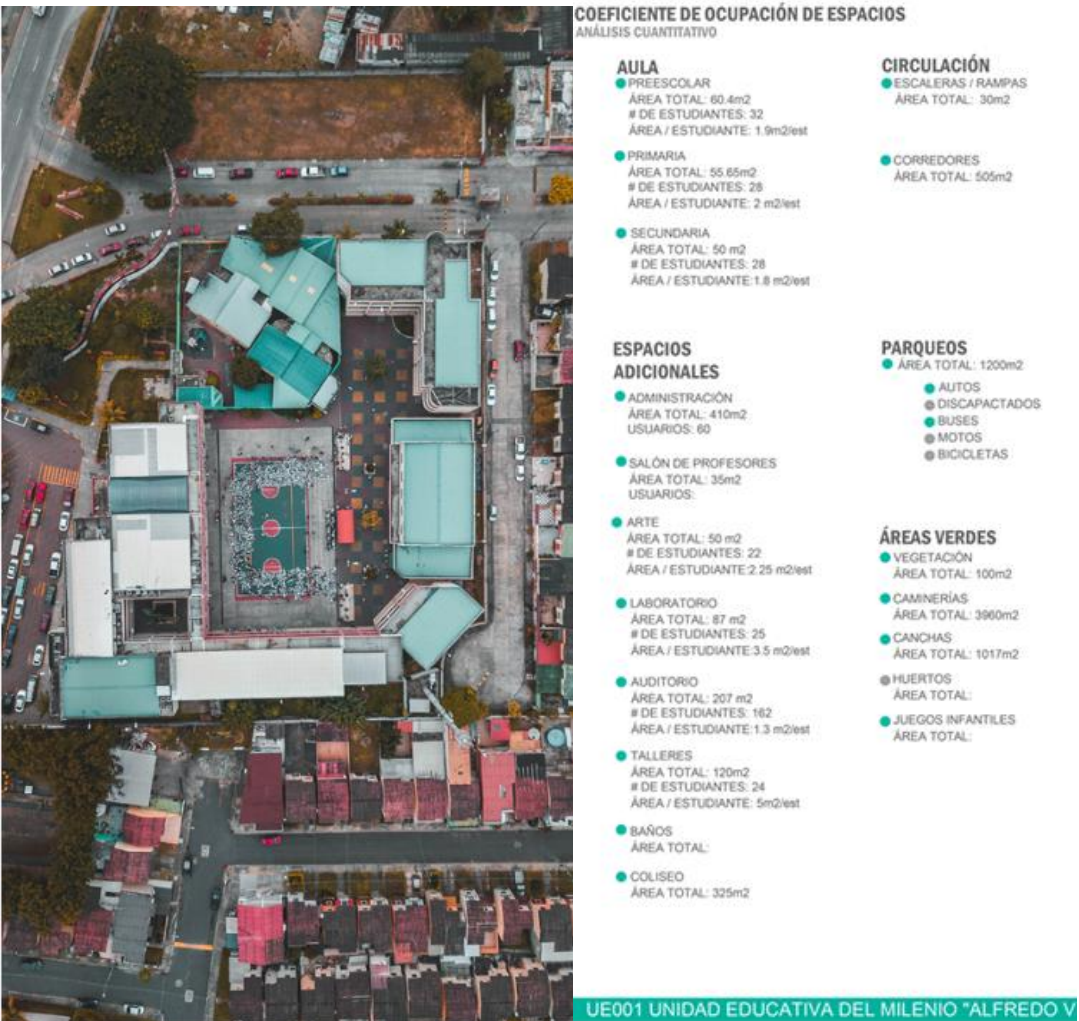 COEFICIENTE DE OCUPACIÓN DE ESPACIOS
ANÁLISIS CUANTITATIVO
AULA
PREESCOLAR
ÁREA TOTAL: 60.4m2
# DE ESTUDIANTES: 32
ÁREA / ESTUDIANTE: 1.9m2/est
PRIMARIA
ÁREA TOTAL: 55.65m2
# DE ESTUDIANTES: 28
ÁREA / ESTUDIANTE: 2 m2/est
SECUNDARIA
ÁREA TOTAL: 50 m2
# DE ESTUDIANTES: 28
ÁREA / ESTUDIANTE:1.8 m2/est
CIRCULACIÓN
ESCALERAS / RAMPAS
ÁREA TOTAL: 30m2
CORREDORES
ÁREA TOTAL: 505m2
ESPACIOS
ADICIONALES
ADMINISTRACIÓN
ÁREA TOTAL: 410m2
USUARIOS: 60
SALÓN DE PROFESORES
ÁREA TOTAL: 35m2
USUARIOS:
ARTE
ÁREA TOTAL: 50 m2
# DE ESTUDIANTES: 22
ÁREA / ESTUDIANTE:2.25 m2/est
LABORATORIO
ÁREA TOTAL: 87 m2
# DE ESTUDIANTES: 25
ÁREA / ESTUDIANTE:3.5 m2/est
AUDITORIO
ÁREA TOTAL: 207 m2
# DE ESTUDIANTES: 162
ÁREA / ESTUDIANTE:1.3 m2/est
TALLERES
ÁREA TOTAL: 120m2
# DE ESTUDIANTES: 24
ÁREA / ESTUDIANTE: 5m2/est
BAÑOS
ÁREA TOTAL:
COLISEO
ÁREA TOTAL: 325m2
PARQUEOS
ÁREA TOTAL: 1200m2
AUTOS
DISCAPACTADOS
BUSES
MOTOS
BICICLETAS
ÁREAS VERDES
VEGETACIÓN
ÁREA TOTAL: 100m2
CAMINERÍAS
ÁREA TOTAL: 3960m2
CANCHAS
ÁREA TOTAL: 1017m2
HUERTOS
ÁREA TOTAL:
JUEGOS INFANTILES
ÁREA TOTAL:
UE001 UNIDAD EDUCATIVA DEL MILENIO "ALFREDO V